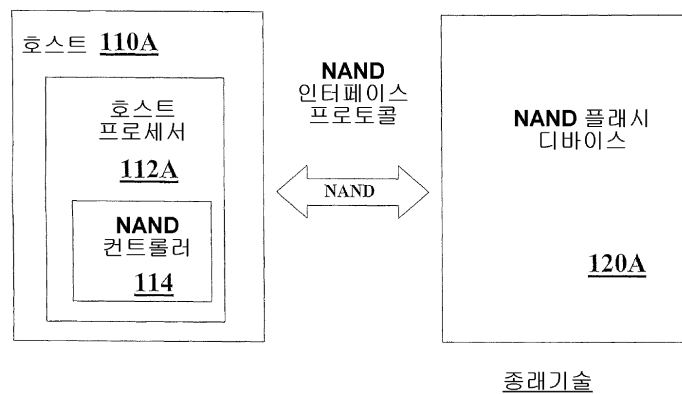 호스트 110A
호스트
프로세서
112A
NAND
컨트롤러
114
NAND
인터페이스
프로토콜
NAND
NAND 플래시
디바이스
120A
종래기술